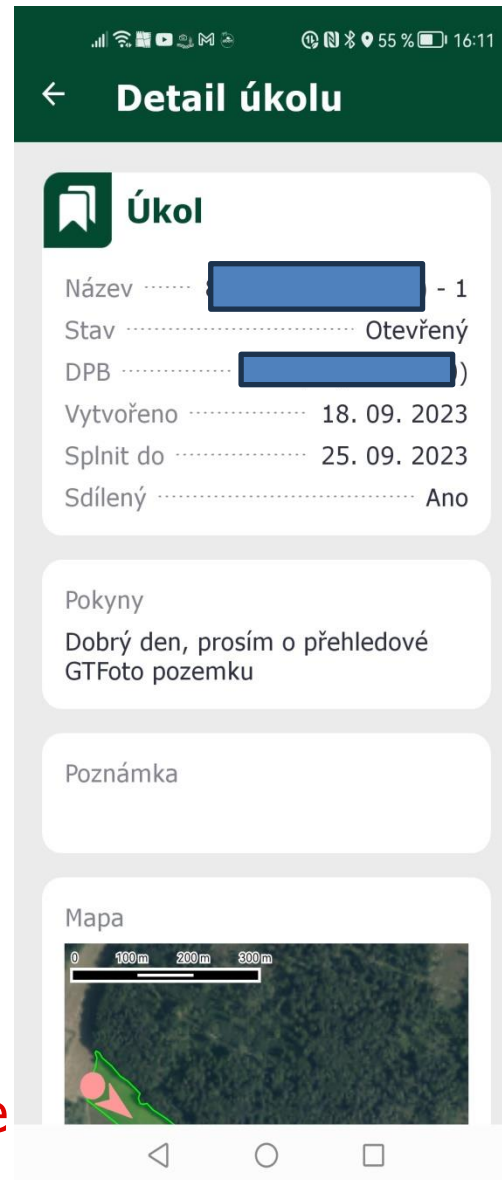 55 % 16:11
Detail úkolu
Úkol
Název - 1
Stav Otevřený
DPB )
Vytvořeno 18. 09. 2023
Splnit do 25. 09. 2023
Sdílený Ano
Pokyny
Dobrý den, prosím o přehledové
GTFoto pozemku
Poznámka
Mapa
0 100 m 200 m 300 m
e